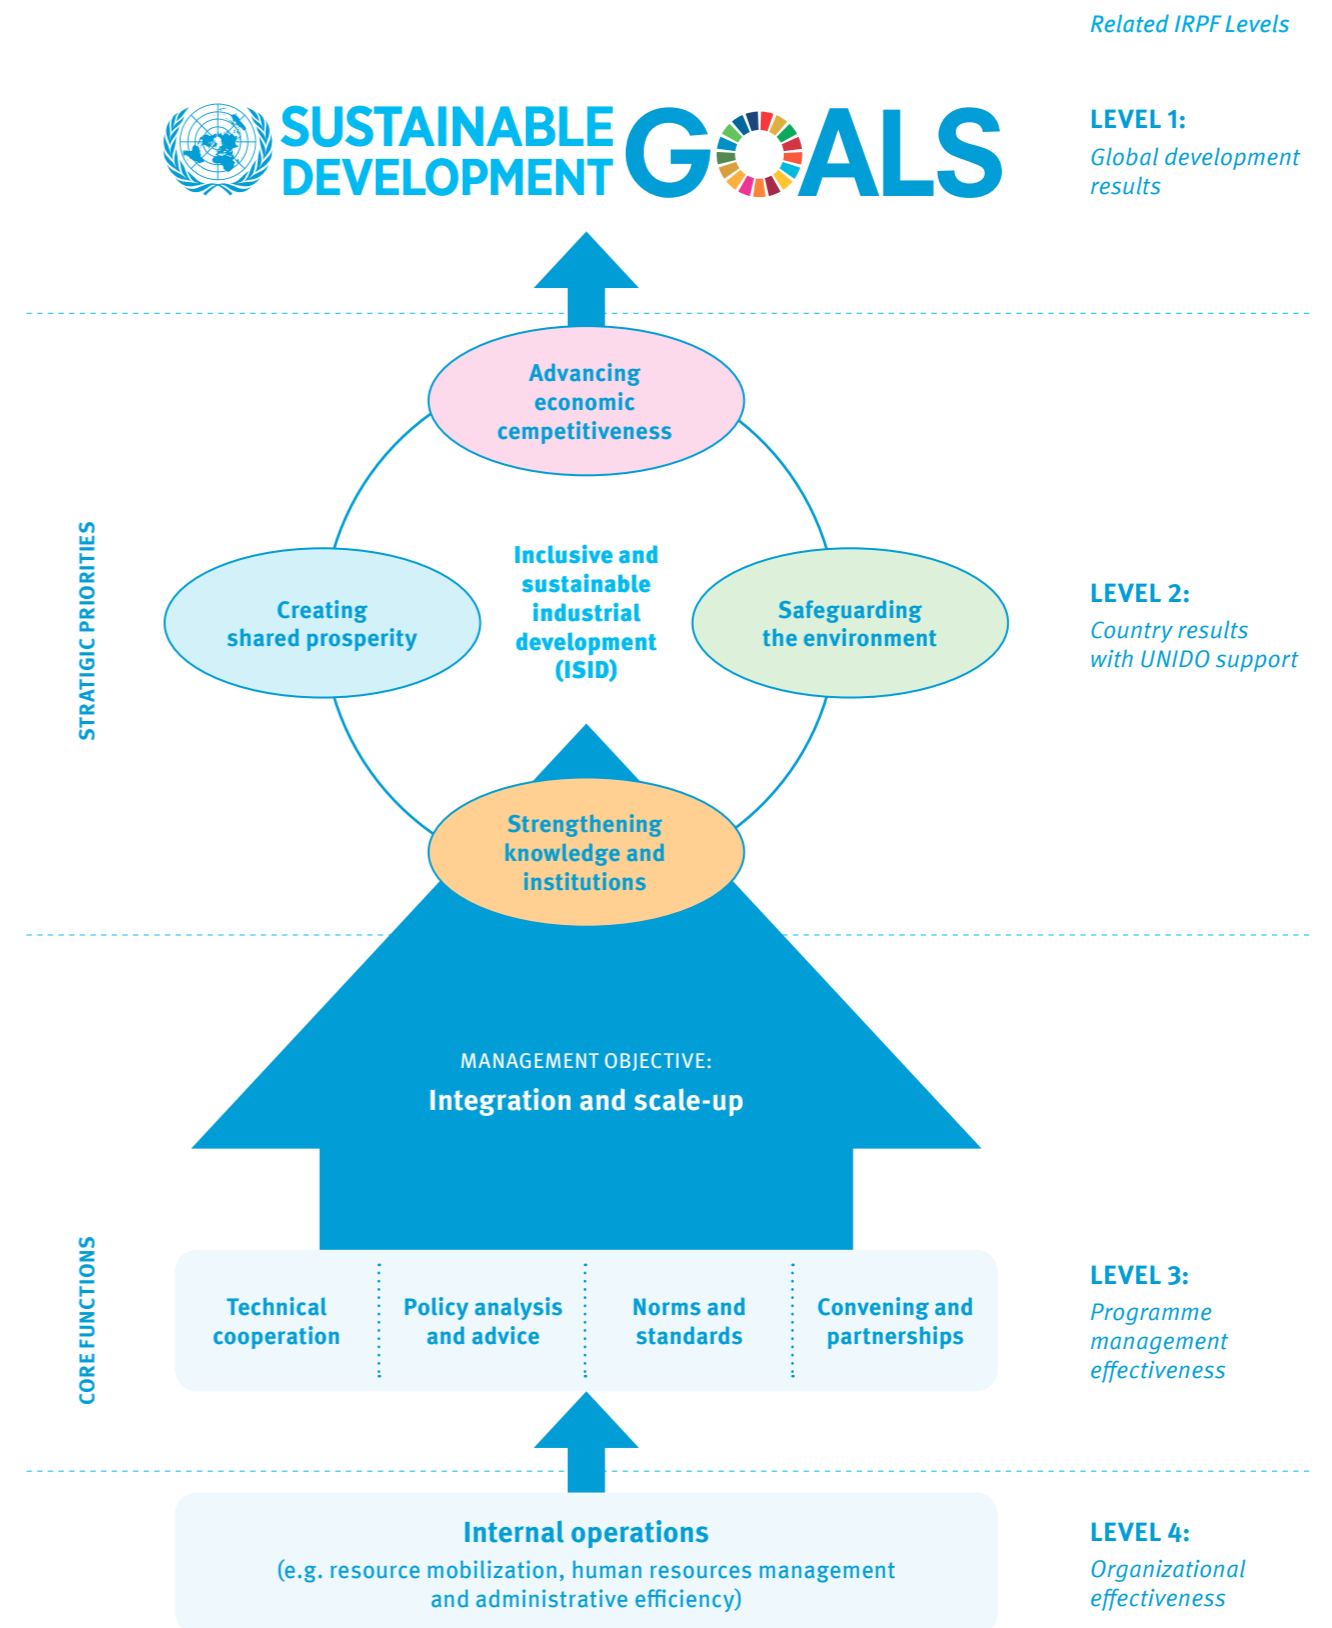 Related IRPF Levels
SUSTAINABLE
DEVELOPMENT
GOALS
LEVEL 1:
Global development
results
Advancing
economic
cempetitiveness
STRATIGIC PRIORITIES
Creating
shared prosperity
Inclusive and
sustainable
industrial
development
(ISID)
Safeguarding
the environment
LEVEL 2:
Country results
with UNIDO support
Strengthening
knowledge and
institutions
MANAGEMENT OBJECTIVE:
Integration and scale-up
CORE FUNCTIONS
Technical
cooperation
Policy analysis
and advice
Norms and
standards
Convening and
partnerships
LEVEL 3:
Programme
management
effectiveness
Internal operations
(e.g. resource mobilization, human resources management
and administrative efficiency)
LEVEL 4:
Organizational
effectiveness